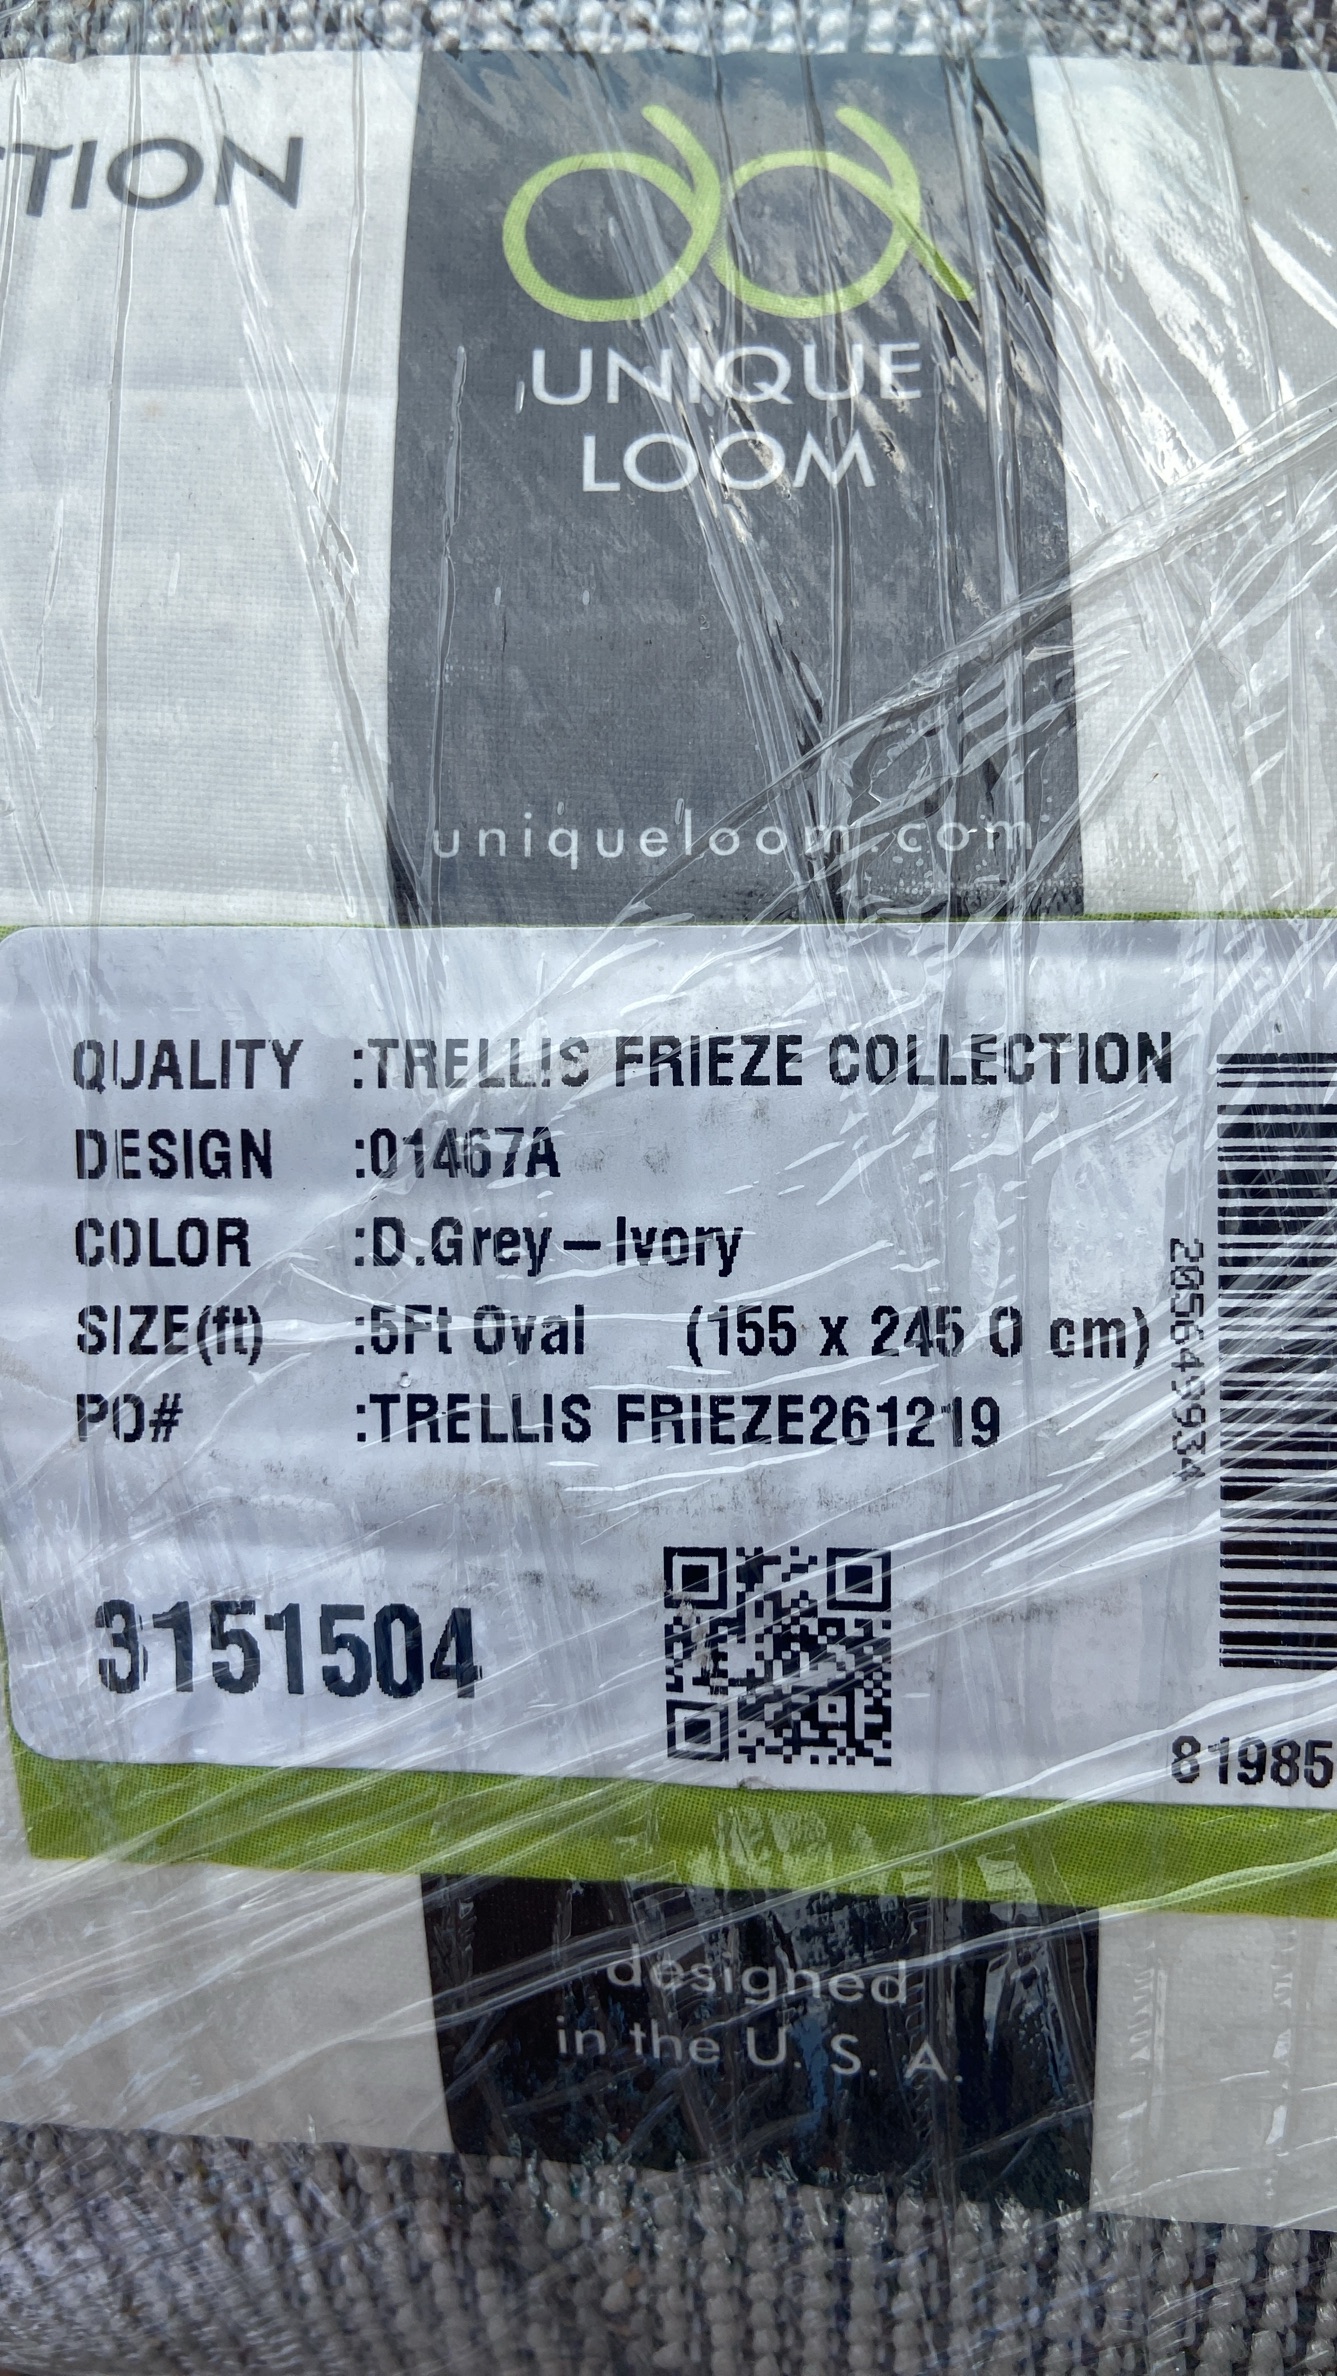 TION
UNIQUE
LOOM
uniqueloom.com
QUALITY :TRELLIS FRIEZE COLLECTION
DESIGN :01467A
COLOR :D.Grey-Ivory
SIZE(ft) :5Ft Oval (155 x 245 O cm)
PO# :TRELLIS FRIEZE261219
205649934
3151504
81985
designed
in the U. S. A.